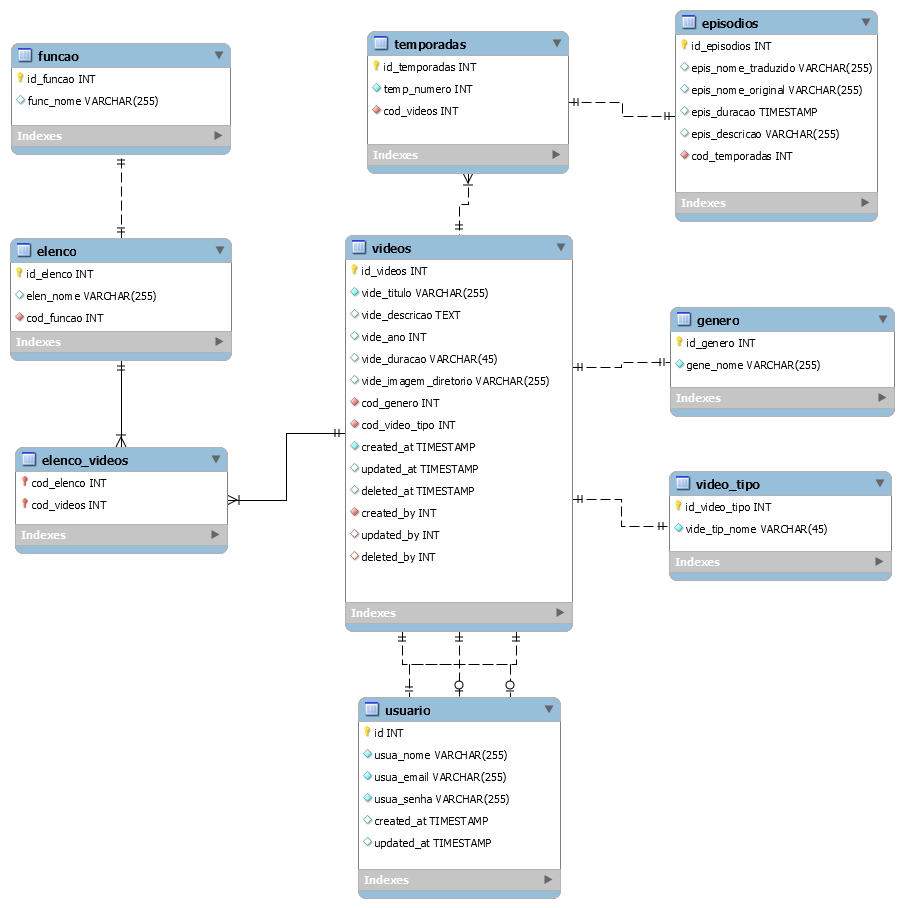 funcao
id_funcao INT
func_nome VARCHAR(255)
Indexes
temporadas
id_temporadas INT
temp_numero INT
cod_videos INT
Indexes
episodios
id_episodios INT
epis_nome_traduzido VARCHAR(255)
epis_nome_original VARCHAR(255)
epis_duracao TIMESTAMP
epis_descricao VARCHAR(255)
cod_temporadas INT
Indexes
elenco
id_elenco INT
elen_nome VARCHAR(255)
cod_funcao INT
Indexes
videos
id_videos INT
vide_titulo VARCHAR(255)
vide_descricao TEXT
vide_ano INT
vide_duracao VARCHAR(45)
vide_imagem_diretorio VARCHAR(255)
cod_genero INT
cod_video_tipo INT
created_at TIMESTAMP
updated_at TIMESTAMP
deleted_at TIMESTAMP
created_by INT
updated_by INT
deleted_by INT
Indexes
genero
id_genero INT
gene_nome VARCHAR(255)
Indexes
elenco_videos
cod_elenco INT
cod_videos INT
Indexes
video_tipo
id_video_tipo INT
vide_tip_nome VARCHAR(45)
Indexes
usuario
id INT
usua_nome VARCHAR(255)
usua_email VARCHAR(255)
usua_senha VARCHAR(255)
created_at TIMESTAMP
updated_at TIMESTAMP
Indexes